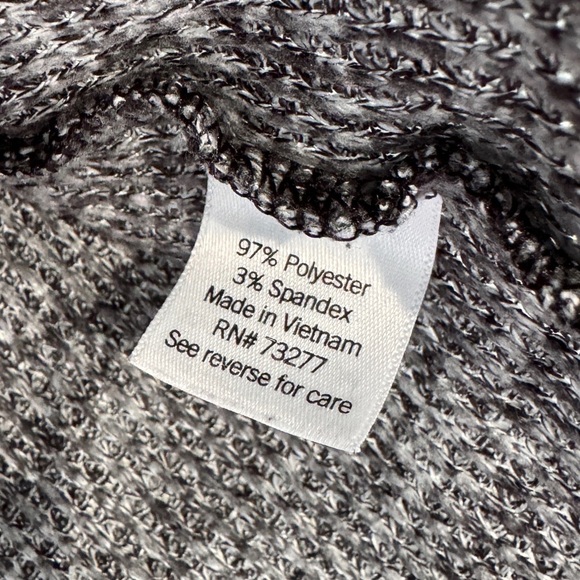 97% Polyester
3% Spandex
Made in Vietnam
RN# 73277
See reverse for care